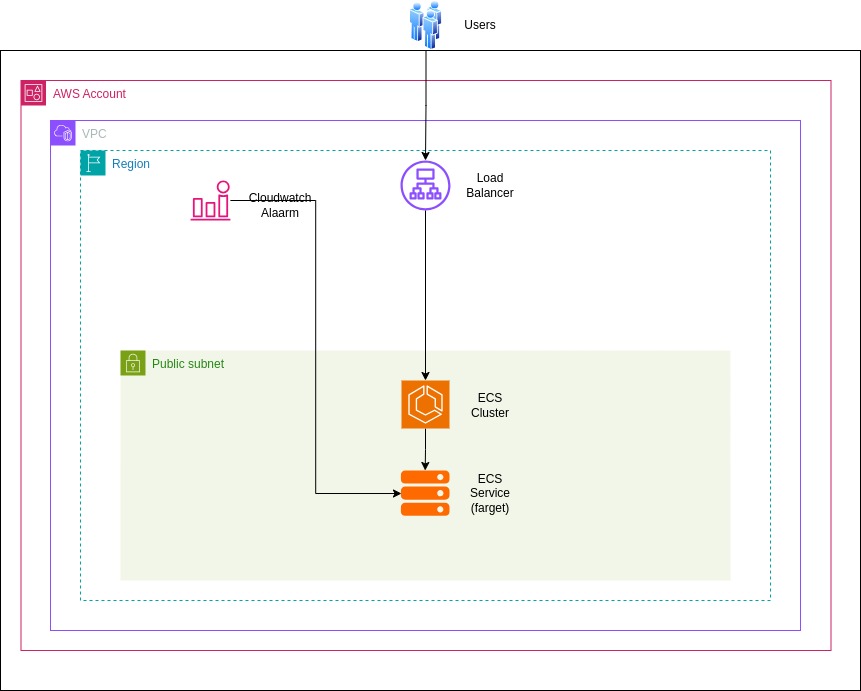 Users
AWS Account
VPC
Region
Cloudwatch
Alaarm
Load
Balancer
Public subnet
ECS
Cluster
ECS
Service
(farget)